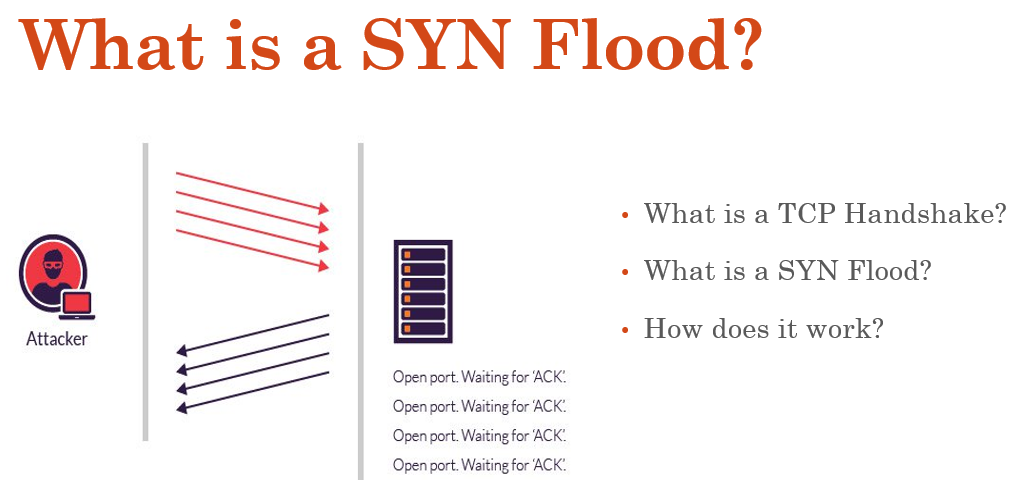 What is a SYN Flood?
Attacker
Open port. Waiting for ‘ACK’.
Open port. Waiting for ‘ACK’.
Open port. Waiting for ‘ACK’.
Open port. Waiting for ‘ACK’.
• What is a TCP Handshake?
• What is a SYN Flood?
• How does it work?